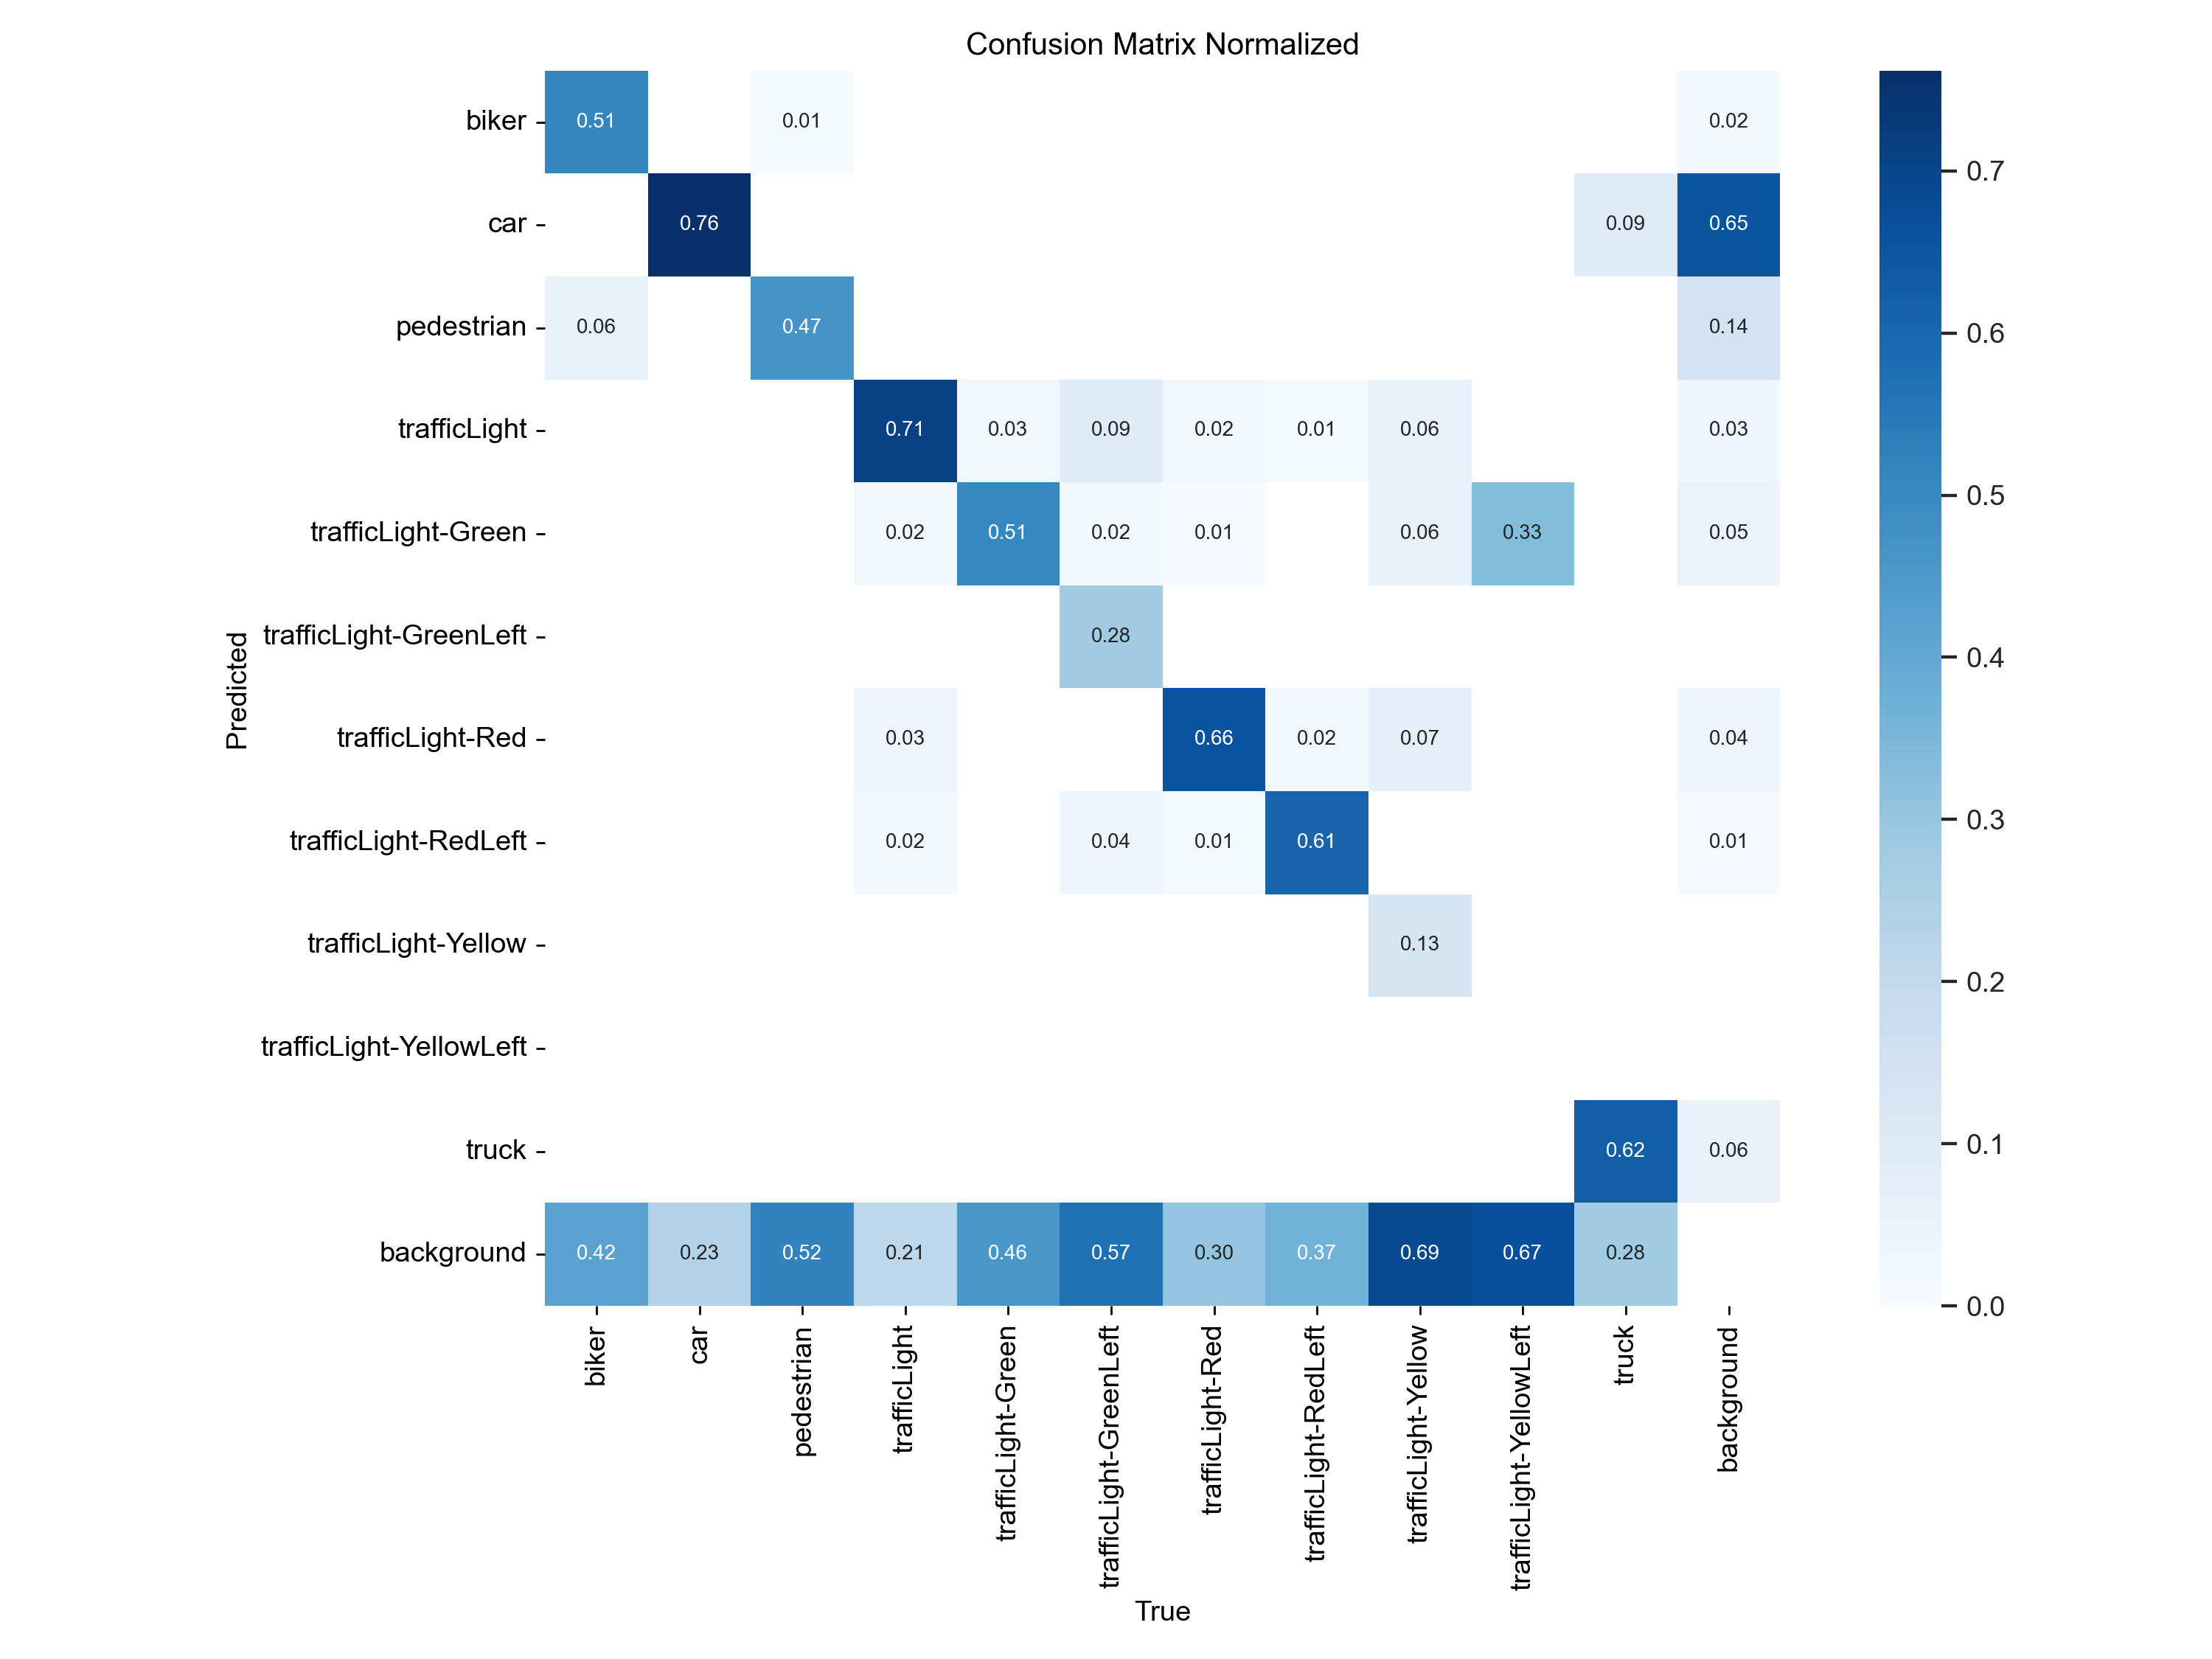 Confusion Matrix Normalized
biker 0.51 0.01 0.02
car 0.76 0.09 0.65
pedestrian 0.06 0.47 0.14
trafficLight 0.71 0.03 0.09 0.02 0.01 0.06 0.03
trafficLight-Green 0.02 0.51 0.02 0.01 0.06 0.33 0.05
trafficLight-GreenLeft 0.28
trafficLight-Red 0.03 0.66 0.02 0.07 0.04
trafficLight-RedLeft 0.02 0.04 0.01 0.61 0.01
trafficLight-Yellow 0.13
trafficLight-YellowLeft
truck 0.62 0.06
background 0.42 0.23 0.52 0.21 0.46 0.57 0.30 0.37 0.69 0.67 0.28
Predicted
biker
car
pedestrian
trafficLight
trafficLight-Green
trafficLight-GreenLeft
trafficLight-Red
trafficLight-RedLeft
trafficLight-Yellow
trafficLight-YellowLeft
truck
background
True
0.7
0.6
0.5
0.4
0.3
0.2
0.1
0.0